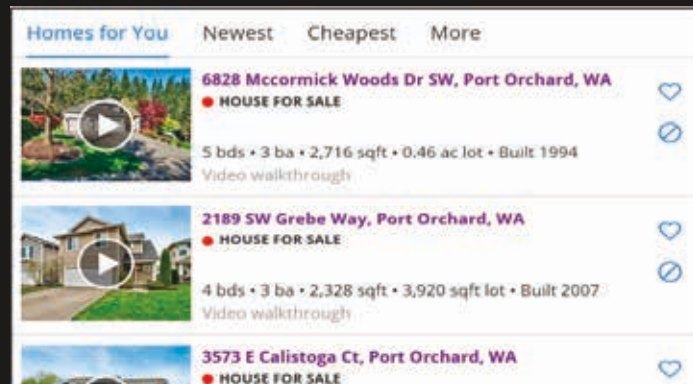 Homes for You Newest Cheapest More
6828 Mccormick Woods Dr SW, Port Orchard, WA
HOUSE FOR SALE
5 bds • 3 ba • 2,716 sqft • 0.46 ac lot • Built 1994
Video walkthrough
2189 SW Grebe Way, Port Orchard, WA
HOUSE FOR SALE
4 bds • 3 ba • 2,328 sqft • 3,920 sqft lot • Built 2007
Video walkthrough
3573 E Calistoga Ct, Port Orchard, WA
HOUSE FOR SALE